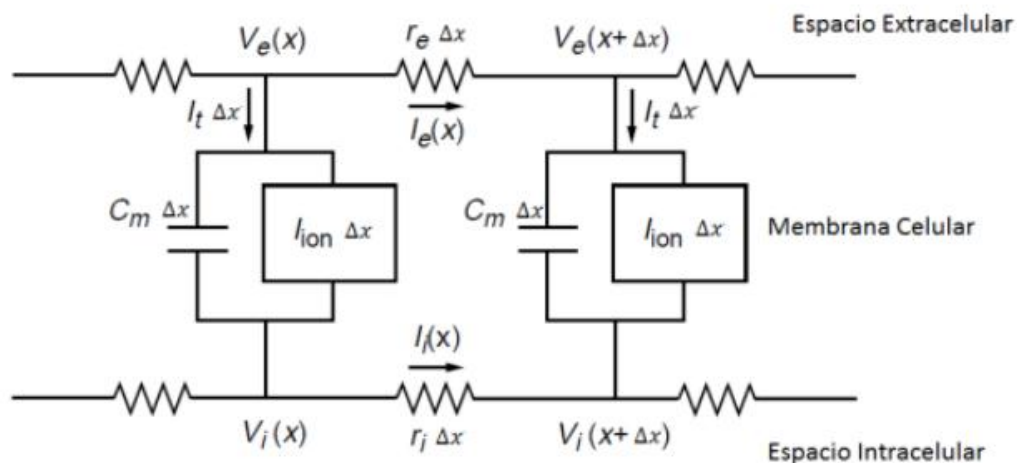 Espacio Extracelular
V_e(x)
r_e Δx
V_e(x+ Δx)
I_t Δx
I_e(x)
I_t Δx
C_m Δx
I_ion Δx
C_m Δx
I_ion Δx
Membrana Celular
I_i(x)
V_i(x)
r_i Δx
V_i(x+ Δx)
Espacio Intracelular